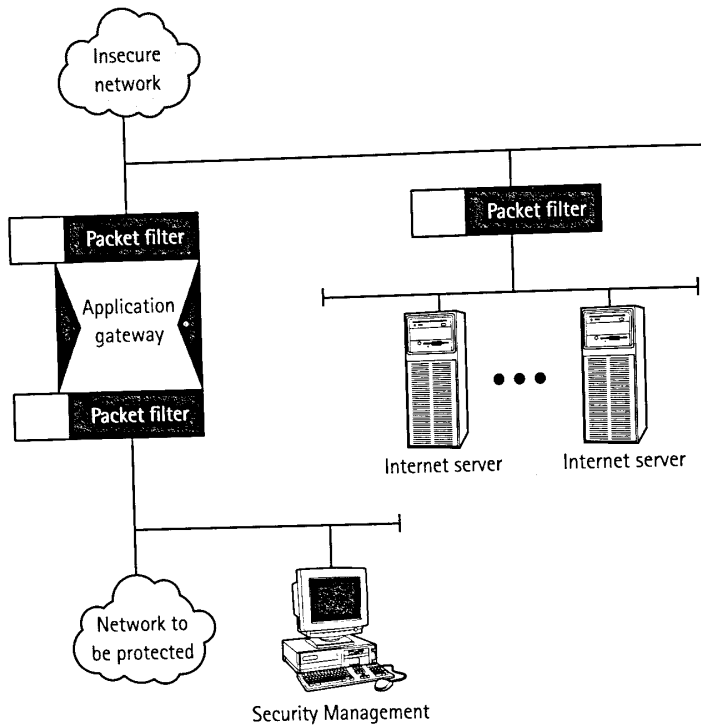 Insecure
network
Packet filter
Packet filter
Application
gateway
Packet filter
Internet server
Internet server
Network to
be protected
Security Management